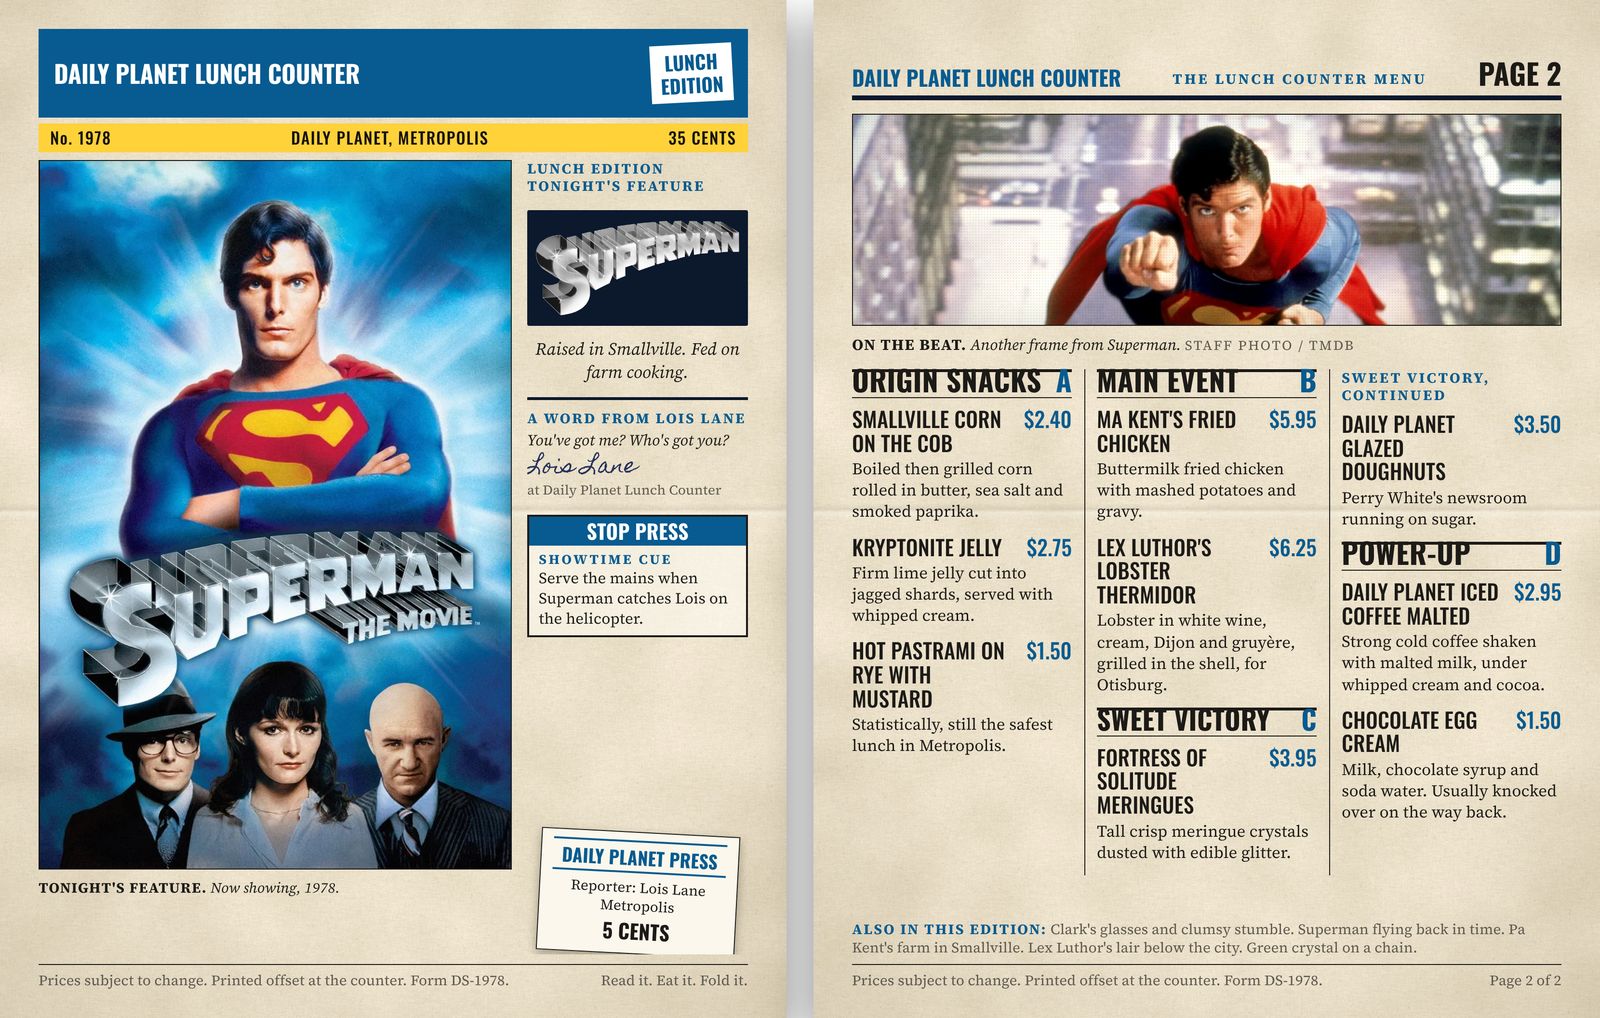 DAILY PLANET LUNCH COUNTER
LUNCH
EDITION
No. 1978
DAILY PLANET, METROPOLIS
35 CENTS
SUPERMAN
THE MOVIE
TONIGHT'S FEATURE. Now showing, 1978.
LUNCH EDITION
TONIGHT'S FEATURE
SUPERMAN
Raised in Smallville. Fed on
farm cooking.
A WORD FROM LOIS LANE
You've got me? Who's got you?
Lois Lane
at Daily Planet Lunch Counter
STOP PRESS
SHOWTIME CUE
Serve the mains when
Superman catches Lois on
the helicopter.
DAILY PLANET PRESS
Reporter: Lois Lane
Metropolis
5 CENTS
Prices subject to change. Printed offset at the counter. Form DS-1978.
Read it. Eat it. Fold it.
DAILY PLANET LUNCH COUNTER
THE LUNCH COUNTER MENU
PAGE 2
ON THE BEAT. Another frame from Superman. STAFF PHOTO / TMDB
ORIGIN SNACKS A
SMALLVILLE CORN $2.40
ON THE COB
Boiled then grilled corn
rolled in butter, sea salt and
smoked paprika.
KRYPTONITE JELLY $2.75
Firm lime jelly cut into
jagged shards, served with
whipped cream.
HOT PASTRAMI ON $1.50
RYE WITH
MUSTARD
Statistically, still the safest
lunch in Metropolis.
MAIN EVENT B
MA KENT'S FRIED $5.95
CHICKEN
Buttermilk fried chicken
with mashed potatoes and
gravy.
LEX LUTHOR'S $6.25
LOBSTER
THERMIDOR
Lobster in white wine,
cream, Dijon and gruyère,
grilled in the shell, for
Otisburg.
SWEET VICTORY C
FORTRESS OF $3.95
SOLITUDE
MERINGUES
Tall crisp meringue crystals
dusted with edible glitter.
SWEET VICTORY,
CONTINUED
DAILY PLANET $3.50
GLAZED
DOUGHNUTS
Perry White's newsroom
running on sugar.
POWER-UP D
DAILY PLANET ICED $2.95
COFFEE MALTED
Strong cold coffee shaken
with malted milk, under
whipped cream and cocoa.
CHOCOLATE EGG $1.50
CREAM
Milk, chocolate syrup and
soda water. Usually knocked
over on the way back.
ALSO IN THIS EDITION: Clark's glasses and clumsy stumble. Superman flying back in time. Pa
Kent's farm in Smallville. Lex Luthor's lair below the city. Green crystal on a chain.
Prices subject to change. Printed offset at the counter. Form DS-1978.
Page 2 of 2